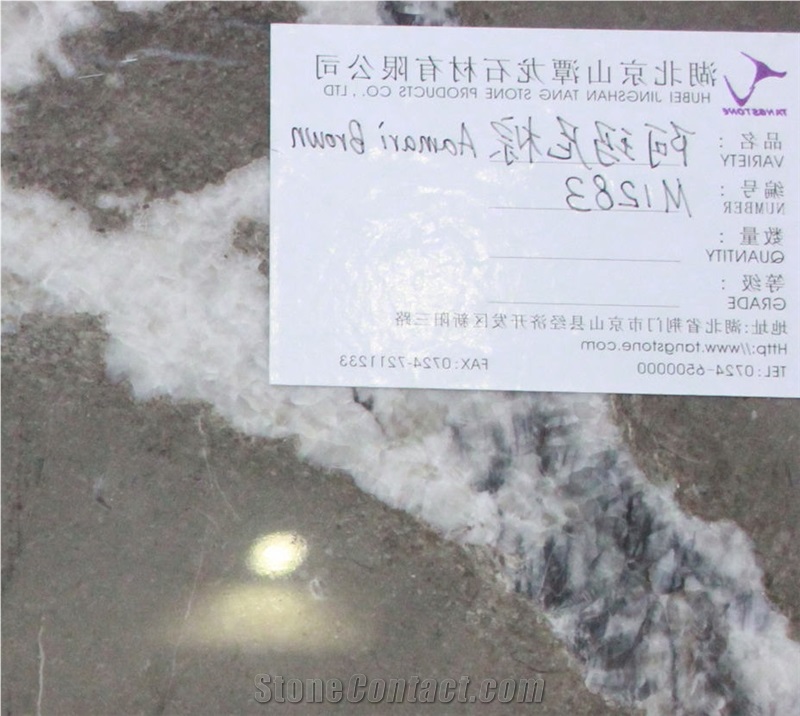 湖北京山潭龙石材有限公司
HUBEI JINGSHAN TANG STONE PRODUCTS CO., LTD
TANGSTONE
品名： 阿玛尼棕 Aamari Brown
VARIETY
编号： M1283
NUMBER
数量：
QUANTITY
等级：
GRADE
地址:湖北省荆门市京山县经济开发区新阳三路
Http://www.tangstone.com
TEL:0724-6500000 FAX:0724-7211233
StoneContact.com